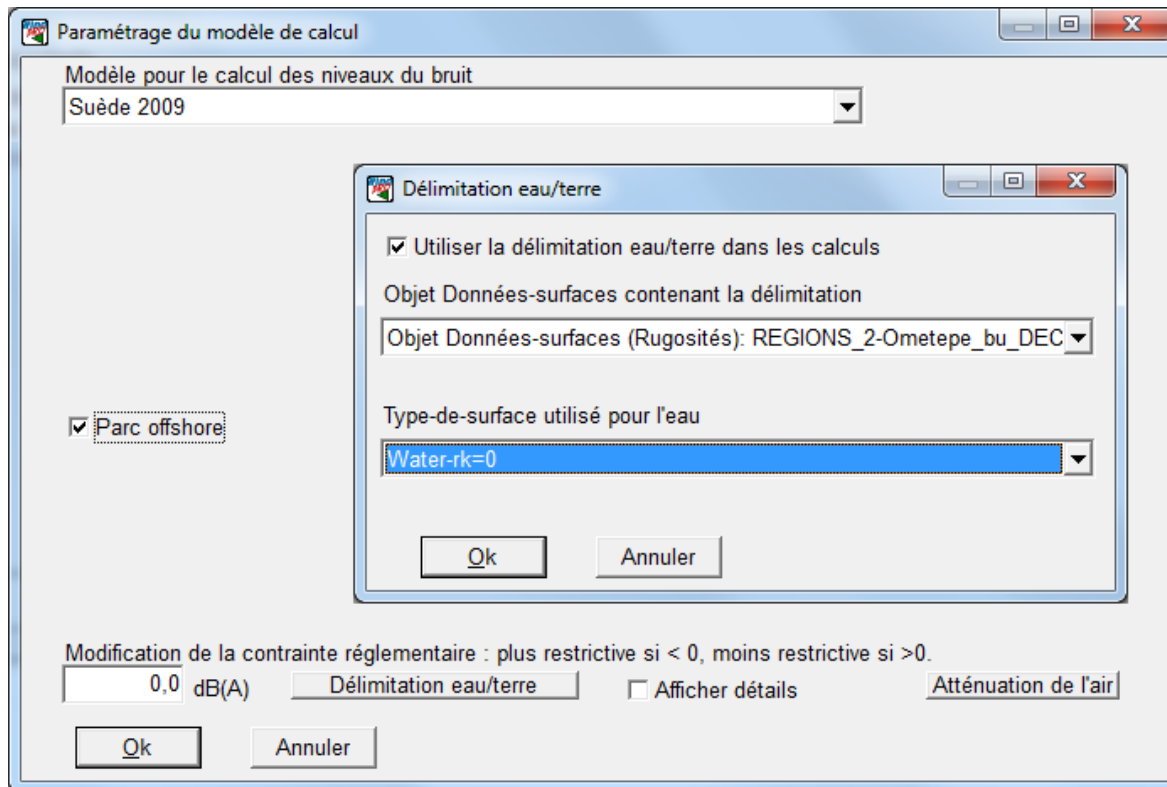 Paramétrage du modèle de calcul
Modèle pour le calcul des niveaux du bruit
Suède 2009
Délimitation eau/terre
Utiliser la délimitation eau/terre dans les calculs
Objet Données-surfaces contenant la délimitation
Objet Données-surfaces (Rugosités): REGIONS_2-Ometepe_bu_DEC
Parc offshore
Type-de-surface utilisé pour l'eau
Water-rk=0
Ok Annuler
Modification de la contrainte réglementaire : plus restrictive si < 0, moins restrictive si >0.
0,0 dB(A) Délimitation eau/terre Afficher détails Atténuation de l'air
Ok Annuler